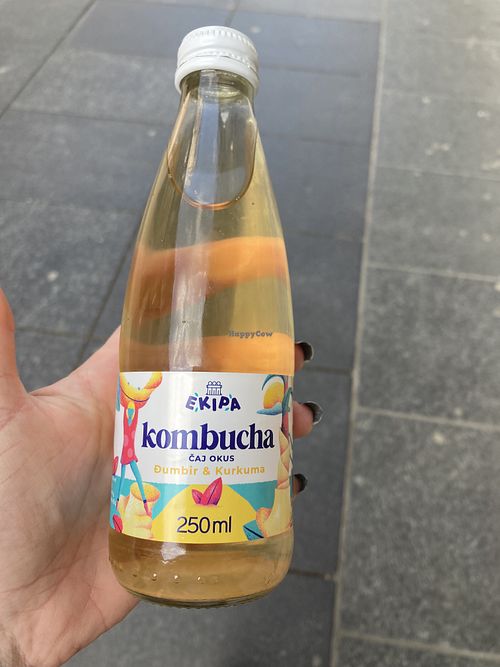 HappyCow
EKIPA
kombucha
ČAJ OKUS
Đumbir & Kurkuma
250ml